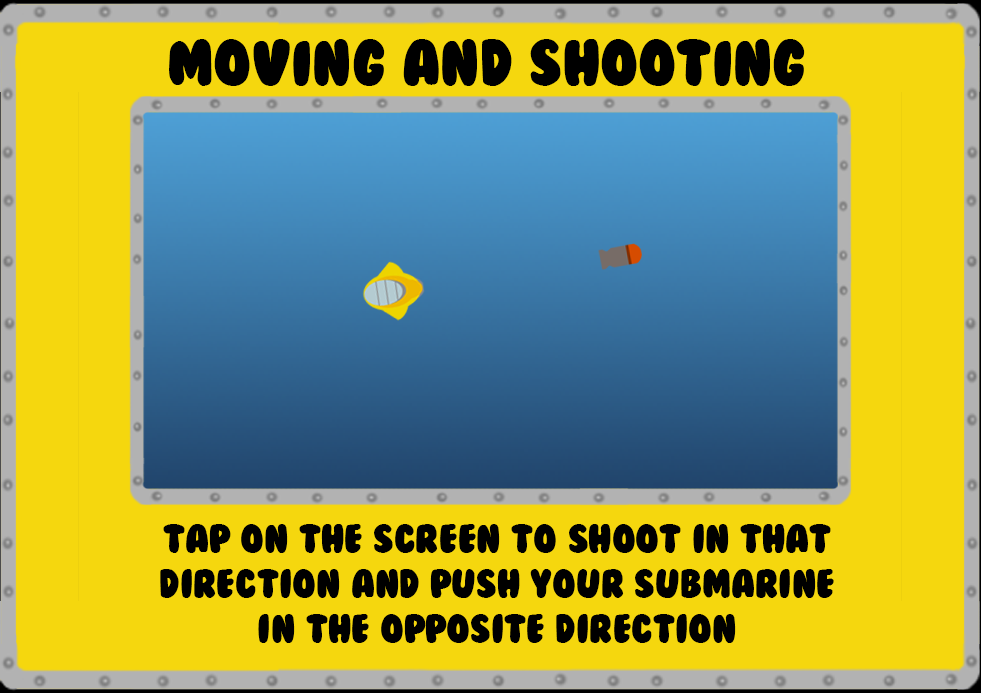 MOVING AND SHOOTING
TAP ON THE SCREEN TO SHOOT IN THAT
DIRECTION AND PUSH YOUR SUBMARINE
IN THE OPPOSITE DIRECTION